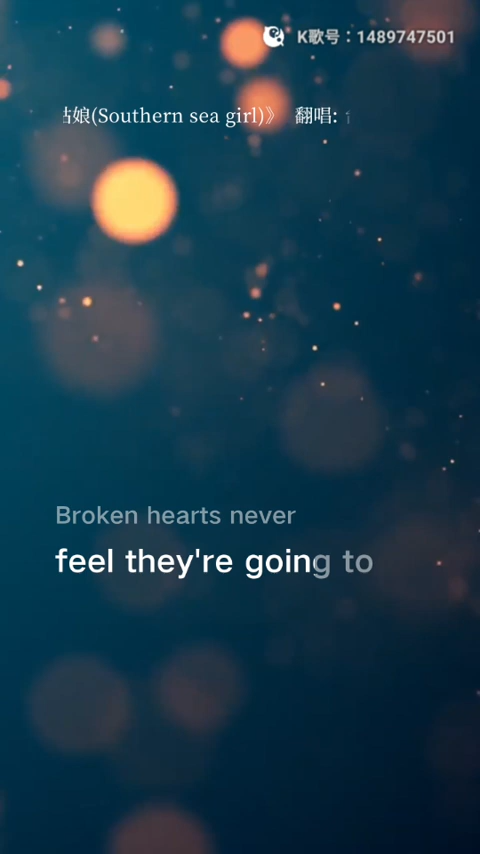 K歌号：1489747501
姑娘(Southern sea girl)》 翻唱:
Broken hearts never
feel they're going to